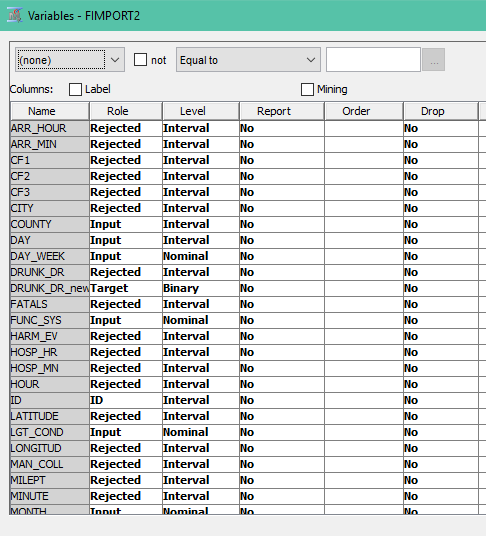 Variables - FIMPORT2
(none) not Equal to ...
Columns: Label Mining
Name Role Level Report Order Drop
ARR_HOUR Rejected Interval No No
ARR_MIN Rejected Interval No No
CF1 Rejected Interval No No
CF2 Rejected Interval No No
CF3 Rejected Interval No No
CITY Rejected Interval No No
COUNTY Input Interval No No
DAY Input Interval No No
DAY_WEEK Input Nominal No No
DRUNK_DR Rejected Interval No No
DRUNK_DR_new Target Binary No No
FATALS Rejected Interval No No
FUNC_SYS Input Nominal No No
HARM_EV Rejected Interval No No
HOSP_HR Rejected Interval No No
HOSP_MN Rejected Interval No No
HOUR Rejected Interval No No
ID ID Interval No No
LATITUDE Rejected Interval No No
LGT_COND Input Nominal No No
LONGITUD Rejected Interval No No
MAN_COLL Rejected Interval No No
MILEPT Rejected Interval No No
MINUTE Rejected Interval No No
MONTH Input Nominal No No